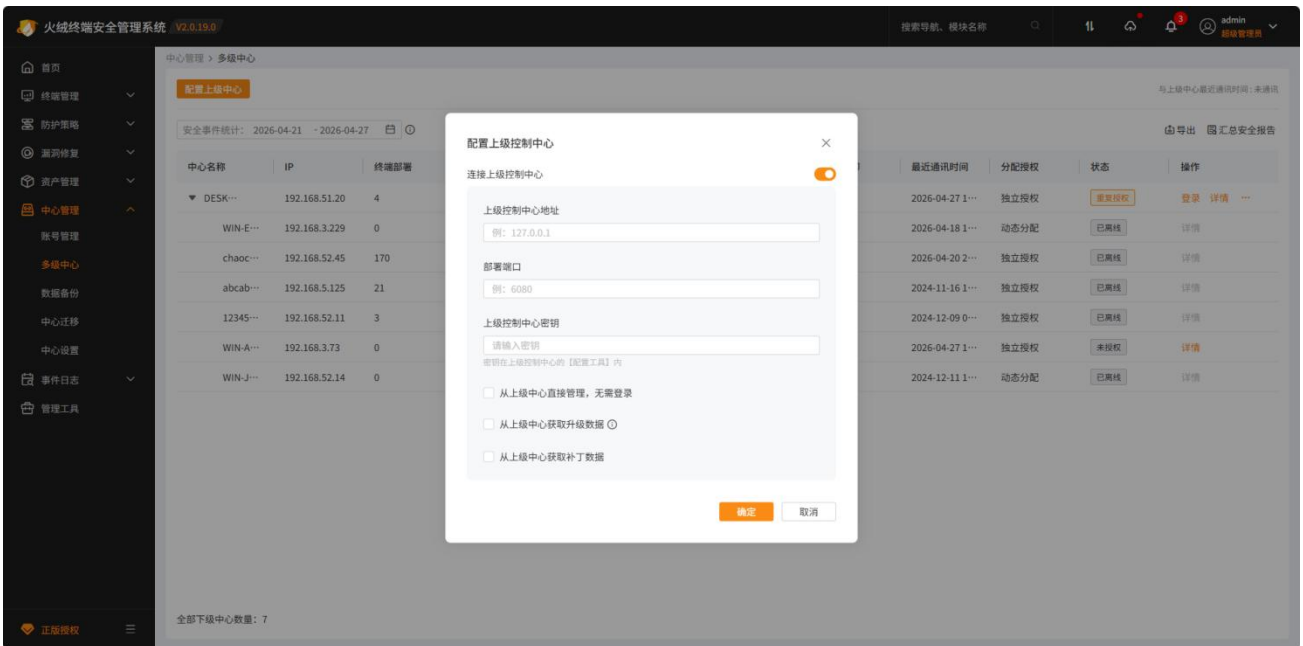 火绒终端安全管理系统 V2.0.19.0 搜索导航、模块名称 3 admin
超级管理员
首页
终端管理
防护策略
漏洞修复
资产管理
中心管理
账号管理
多级中心
数据备份
中心迁移
中心设置
事件日志
管理工具
正版授权
中心管理 > 多级中心
配置上级中心 与上级中心最近通讯时间：未通讯
安全事件统计： 2026-04-21 - 2026-04-27 导出 汇总安全报告
中心名称 IP 终端部署 最近通讯时间 分配授权 状态 操作
DESK… 192.168.51.20 4 2026-04-27 1… 独立授权 重复授权 登录 详情 …
WIN-E… 192.168.3.229 0 2026-04-18 1… 动态分配 已离线 详情
chaoc… 192.168.52.45 170 2026-04-20 2… 独立授权 已离线 详情
abcab… 192.168.5.125 21 2024-11-16 1… 独立授权 已离线 详情
12345… 192.168.52.11 3 2024-12-09 0… 独立授权 已离线 详情
WIN-A… 192.168.3.73 0 2026-04-27 1… 独立授权 未授权 详情
WIN-J… 192.168.52.14 0 2024-12-11 1… 动态分配 已离线 详情
全部下级中心数量：7
配置上级控制中心
连接上级控制中心
上级控制中心地址
例：127.0.0.1
部署端口
例：6080
上级控制中心密钥
请输入密钥
密钥在上级控制中心的【配置工具】内
从上级中心直接管理，无需登录
从上级中心获取升级数据
从上级中心获取补丁数据
确定 取消